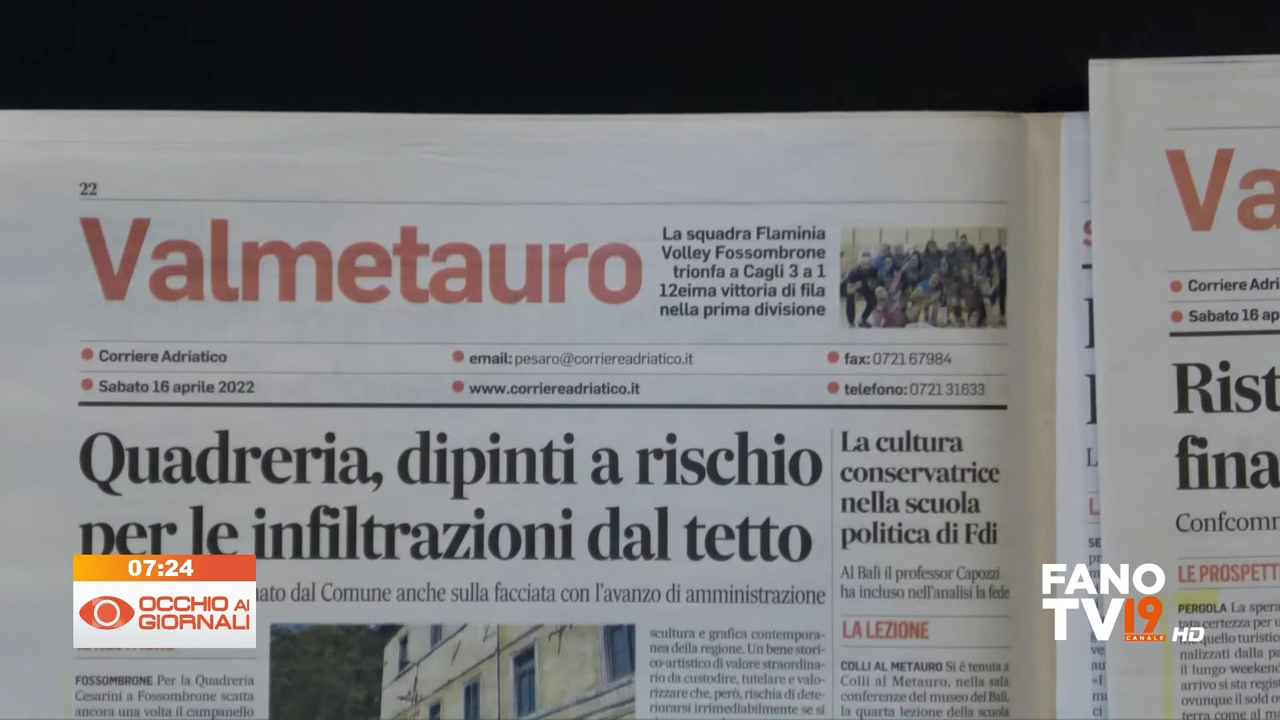 22
Valmetauro
La squadra Flaminia
Volley Fossombrone
trionfa a Cagli 3 a 1
12eima vittoria di fila
nella prima divisione
Corriere Adriatico
email: pesaro@corriereadriatico.it
fax: 0721 67984
Sabato 16 aprile 2022
www.corriereadriatico.it
telefono: 0721 31633
Quadreria, dipinti a rischio
per le infiltrazioni dal tetto
ato dal Comune anche sulla facciata con l'avanzo di amministrazione
FOSSOMBRONE Per la Quadreria
Cesarini a Fossombrone scatta
ancora una volta il campanello
scultura e grafica contempora-
nea della regione. Un bene stori-
co-artistico di valore straordina-
rio da custodire, tutelare e valo-
rizzare che, però, rischia di dete-
riorarsi irrimediabilmente se si
La cultura
conservatrice
nella scuola
politica di Fdi
Al Balì il professor Capozzi
ha incluso nell'analisi la fede
LA LEZIONE
COLLI AL METAURO Si è tenuta a
Colli al Metauro, nella sala
conferenze del museo del Balì,
la quarta lezione della scuola
Va
Corriere Adri
Sabato 16 ap
Rist
fina
Confcomm
LE PROSPETT
PERGOLA La spera
tata certezza per t
quello turistic
nalizzati dalla pa
il lungo weekend
arrivo si sta regist
ovunque il sold o
terra come al m
07:24
OCCHIO AI
GIORNALI
FANO
TV19
CANALE
HD